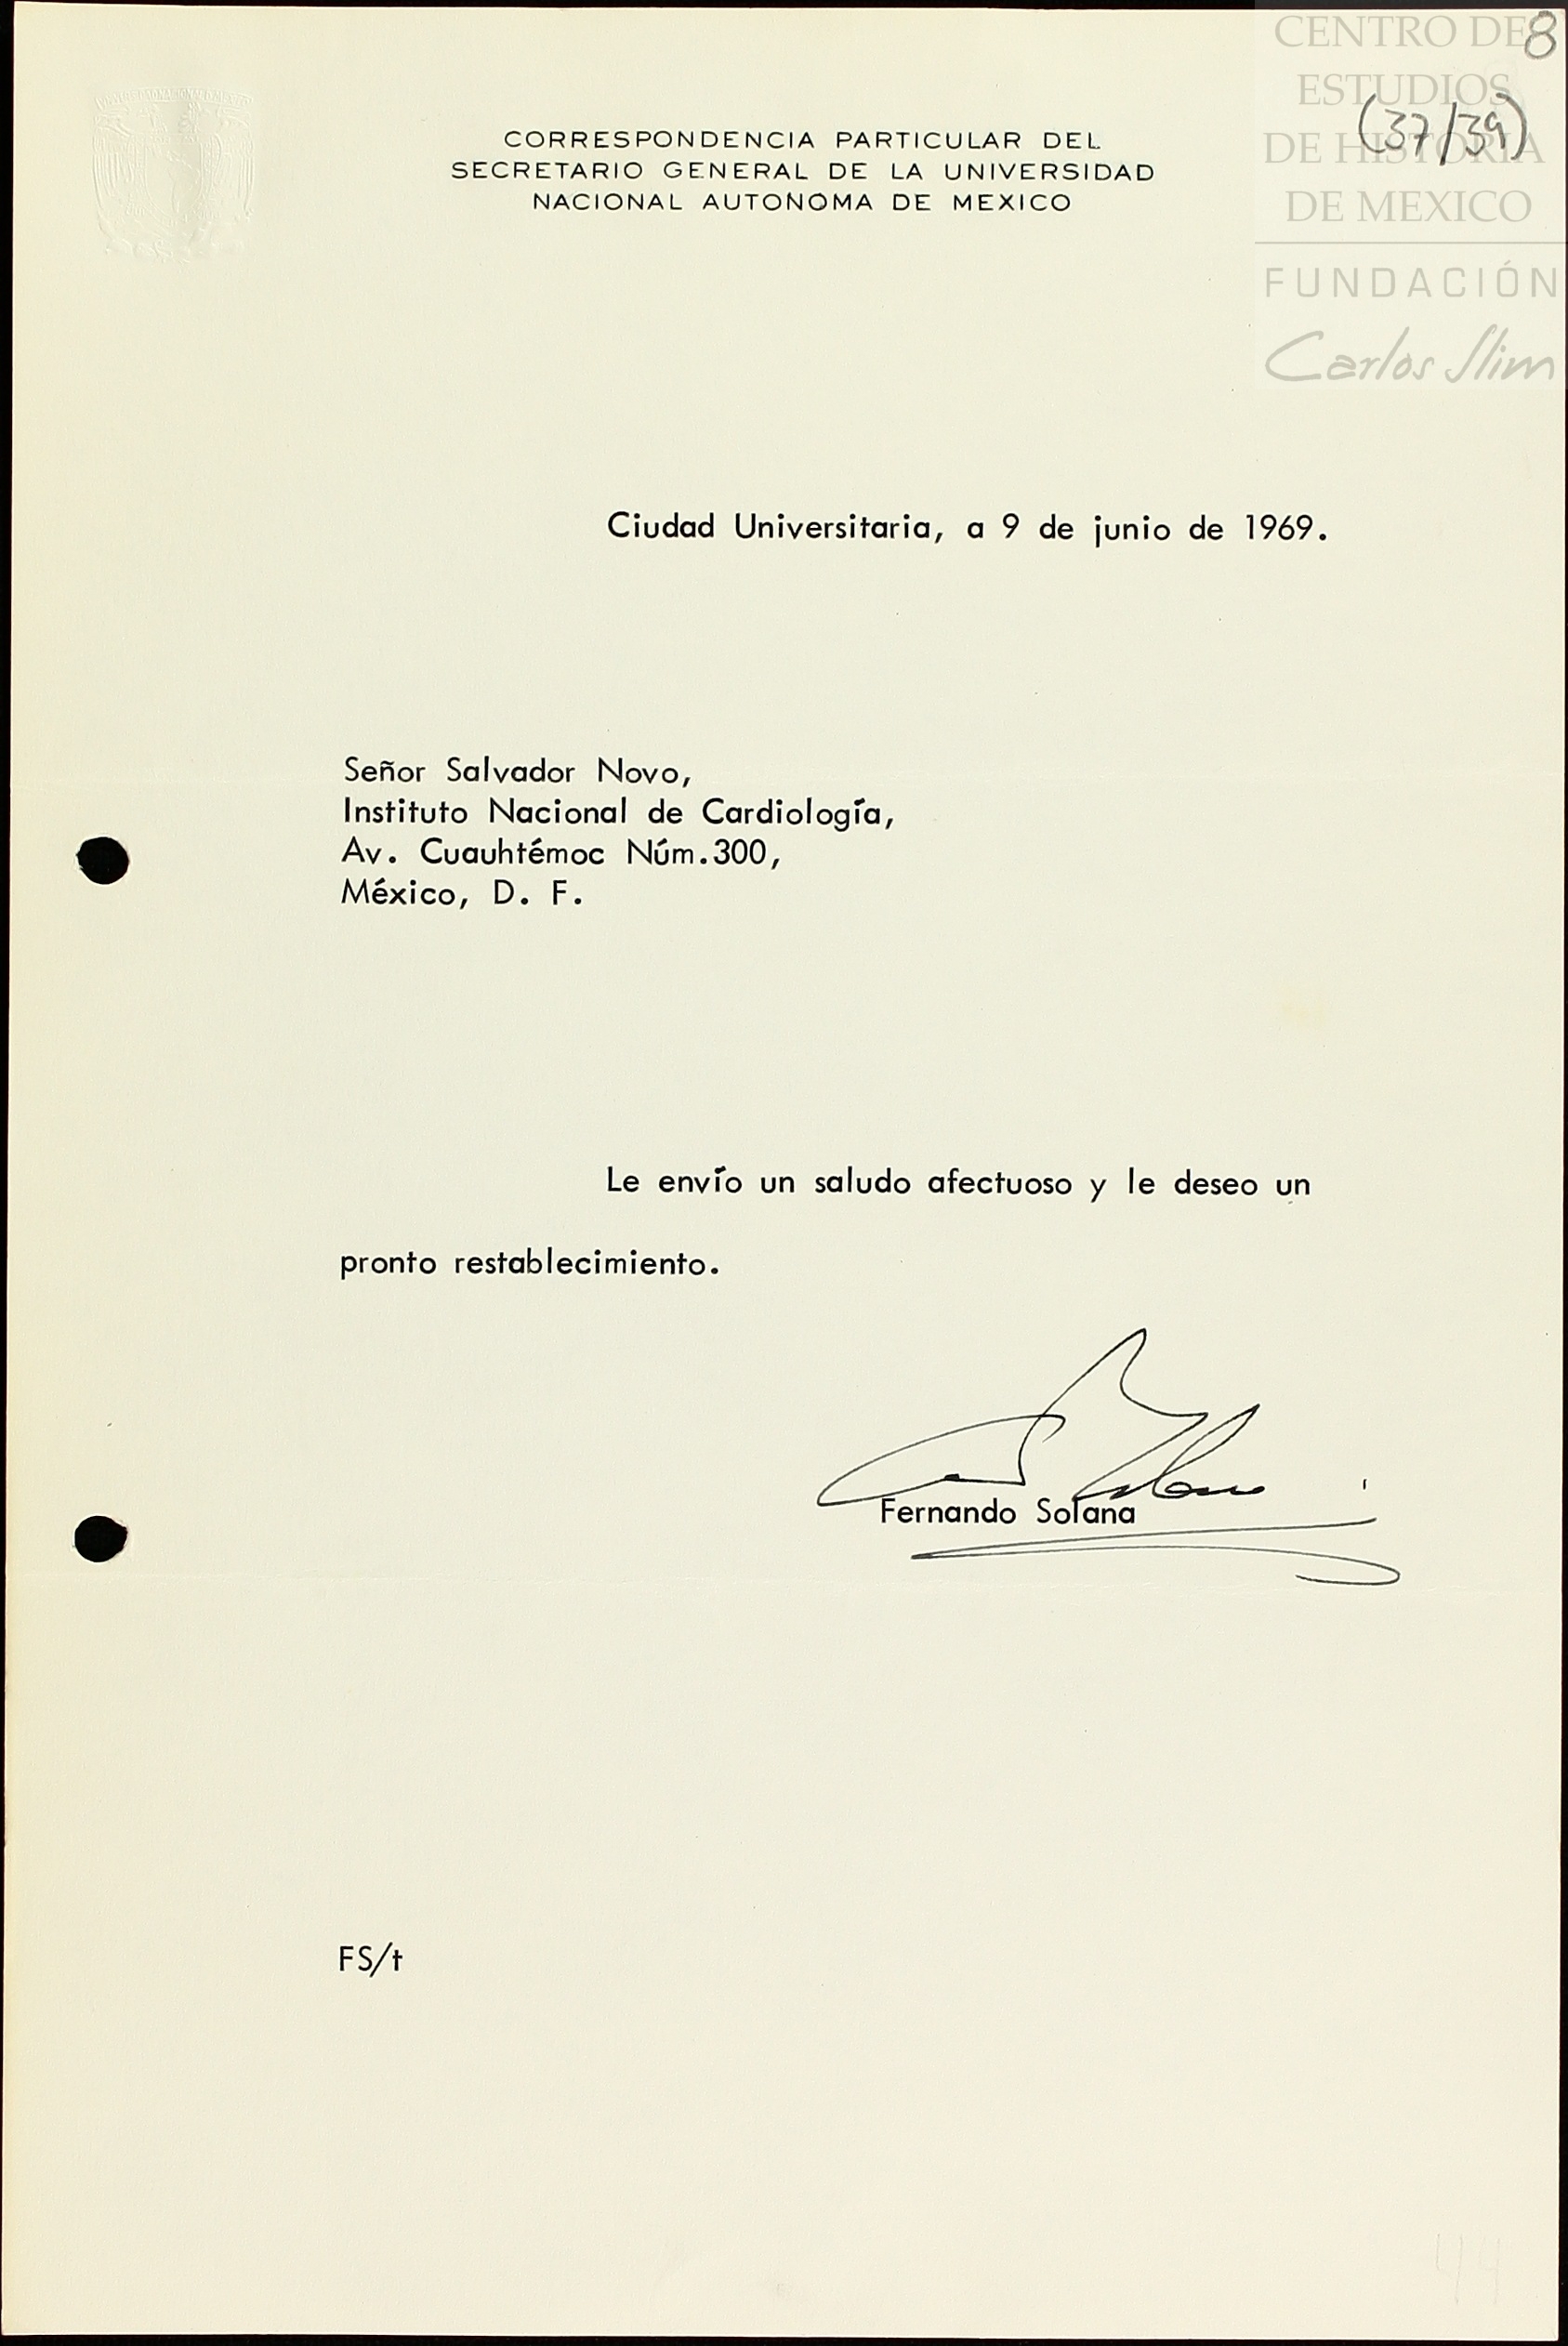 8
(37/39)
CENTRO DE
ESTUDIOS
DE HISTORIA
DE MEXICO
FUNDACIÓN
Carlos Slim
CORRESPONDENCIA PARTICULAR DEL
SECRETARIO GENERAL DE LA UNIVERSIDAD
NACIONAL AUTONOMA DE MEXICO
Ciudad Universitaria, a 9 de junio de 1969.
Señor Salvador Novo,
Instituto Nacional de Cardiología,
Av. Cuauhtémoc Núm.300,
México, D. F.
Le envío un saludo afectuoso y le deseo un
pronto restablecimiento.
Fernando Solana
FS/t
44